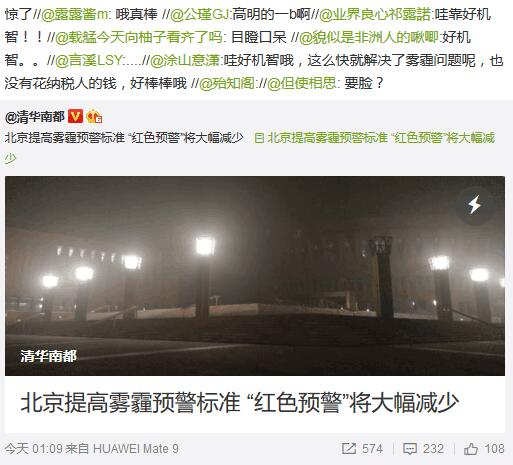 惊了//@露露酱m: 哦真棒 //@公瑾GJ:高明的一b啊//@业界良心祁露諾:哇靠好机
智！！//@载艋今天向柚子看齐了吗: 目瞪口呆 //@貌似是非洲人的啾唧:好机
智。。//@言溪LSY:....//@涂山意潇:哇好机智哦，这么快就解决了雾霾问题呢，也
没有花纳税人的钱，好棒棒哦 //@殆知阁://@但使相思: 要脸？
@清华南都
北京提高雾霾预警标准 “红色预警”将大幅减少 北京提高雾霾预警标准 “红色预警”将大幅减
少
清华南都
北京提高雾霾预警标准 “红色预警”将大幅减少
今天 01:09 来自 HUAWEI Mate 9 574 232 108